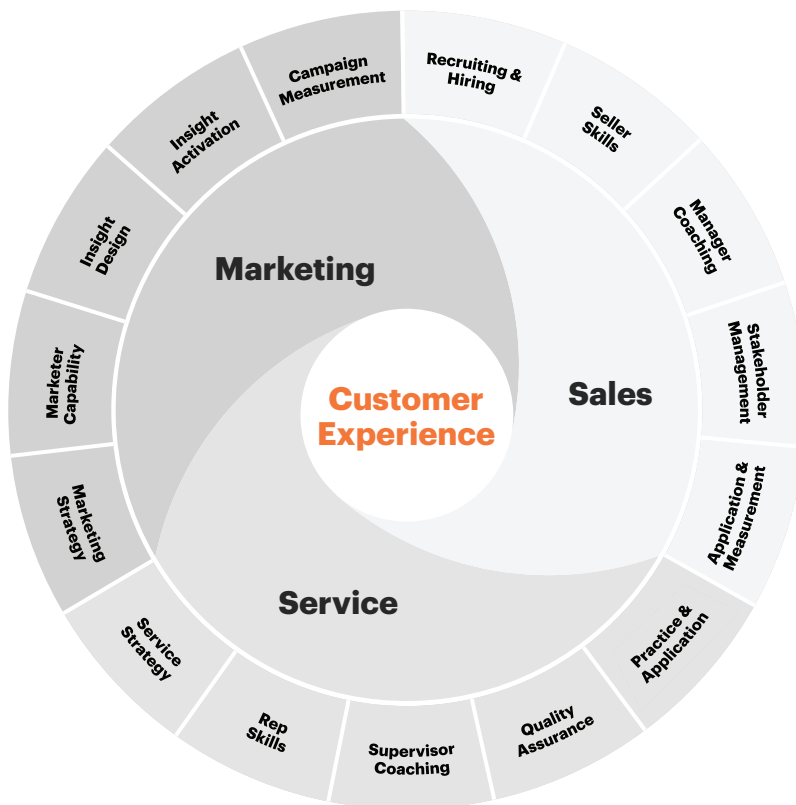 Campaign
Measurement
Recruiting &
Hiring
Seller
Skills
Manager
Coaching
Stakeholder
Management
Application &
Measurement
Practice &
Application
Quality
Assurance
Supervisor
Coaching
Rep
Skills
Service
Strategy
Marketing
Strategy
Marketer
Capability
Insight
Design
Insight
Activation
Marketing
Sales
Service
Customer
Experience